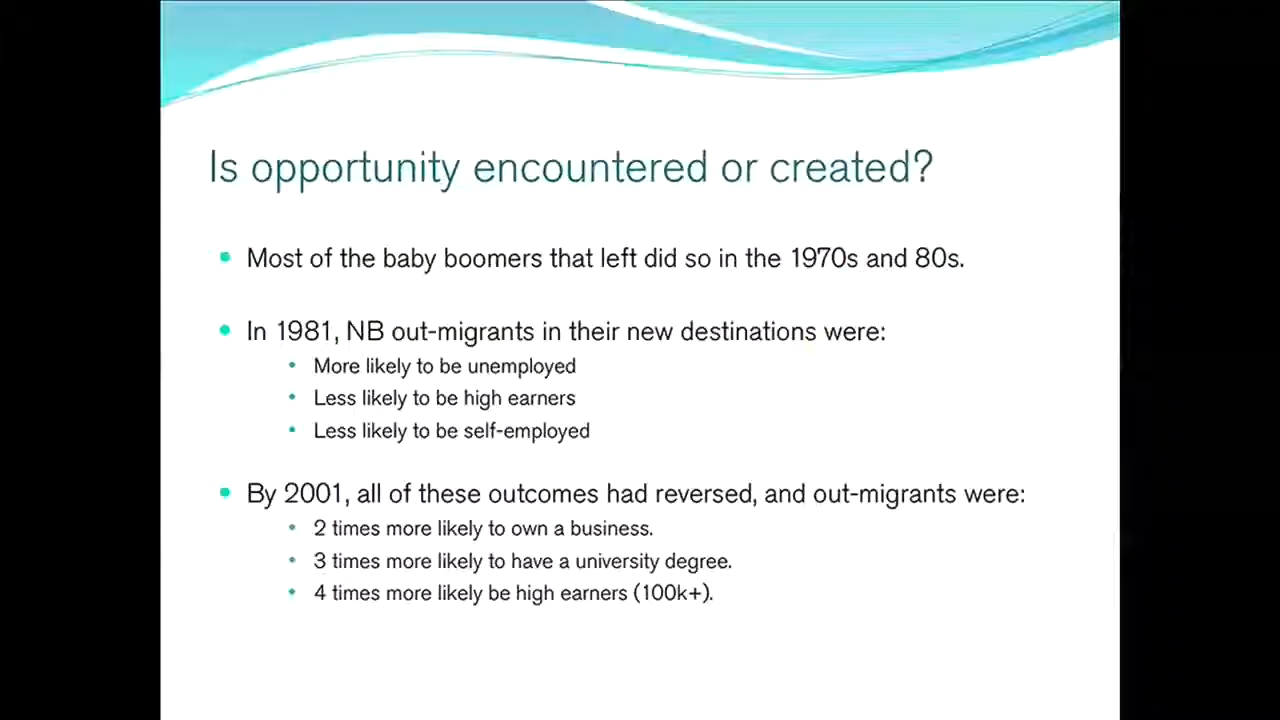 Is opportunity encountered or created?
• Most of the baby boomers that left did so in the 1970s and 80s.
• In 1981, NB out-migrants in their new destinations were:
• More likely to be unemployed
• Less likely to be high earners
• Less likely to be self-employed
• By 2001, all of these outcomes had reversed, and out-migrants were:
• 2 times more likely to own a business.
• 3 times more likely to have a university degree.
• 4 times more likely be high earners (100k+).